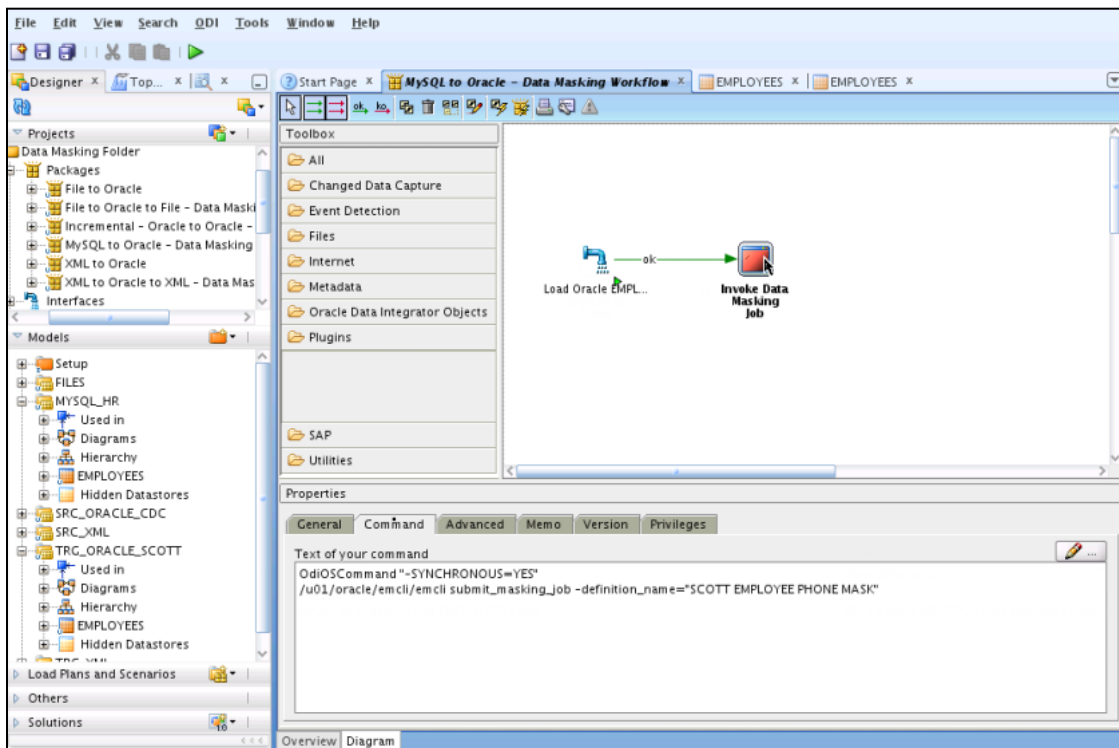 File Edit View Search ODI Tools Window Help
Designer Top...
Start Page MySQL to Oracle - Data Masking Workflow EMPLOYEES EMPLOYEES
ok ko
Projects
Data Masking Folder
Packages
File to Oracle
File to Oracle to File - Data Maski
Incremental - Oracle to Oracle -
MySQL to Oracle - Data Masking
XML to Oracle
XML to Oracle to XML - Data Mas
Interfaces
Models
Setup
FILES
MYSQL_HR
Used in
Diagrams
Hierarchy
EMPLOYEES
Hidden Datastores
SRC_ORACLE_CDC
SRC_XML
TRG_ORACLE_SCOTT
Used in
Diagrams
Hierarchy
EMPLOYEES
Hidden Datastores
TRG_XML
Load Plans and Scenarios
Others
Solutions
Toolbox
All
Changed Data Capture
Event Detection
Files
Internet
Metadata
Oracle Data Integrator Objects
Plugins
SAP
Utilities
ok
Load Oracle EMPL...
Invoke Data
Masking
Job
Properties
General Command Advanced Memo Version Privileges
Text of your command
...
OdiOSCommand "-SYNCHRONOUS=YES"
/u01/oracle/emcli/emcli submit_masking_job -definition_name="SCOTT EMPLOYEE PHONE MASK"
Overview Diagram